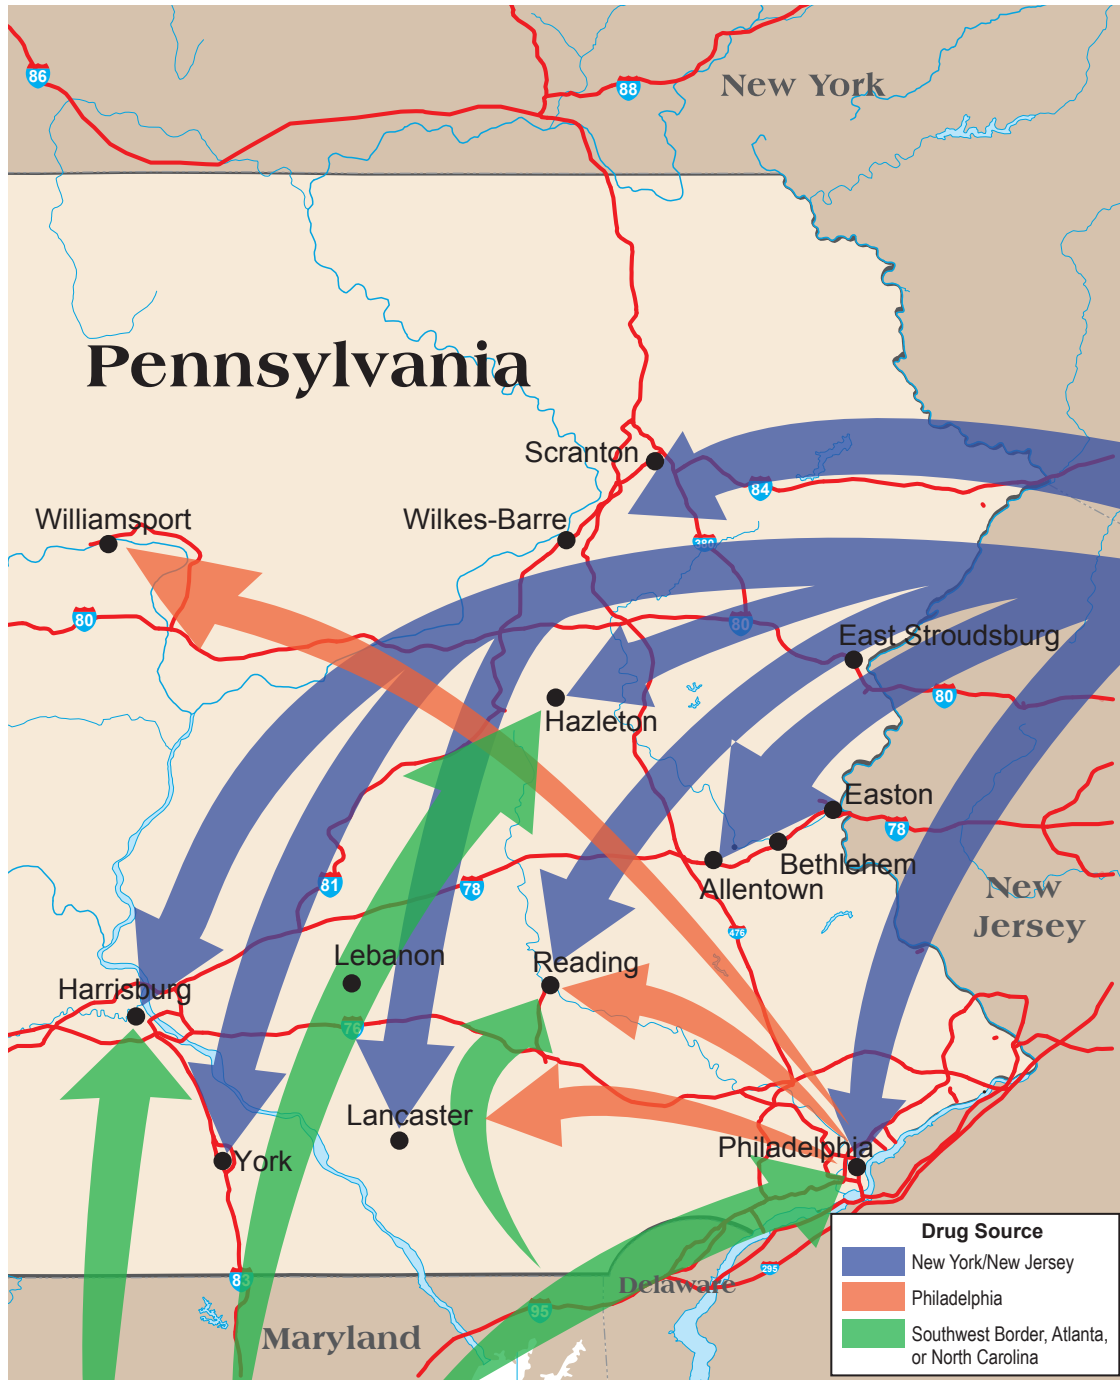 86
88
New York
Pennsylvania
Scranton
84
Williamsport
Wilkes-Barre
380
80
80
East Stroudsburg
80
Hazleton
Easton
78
Bethlehem
Allentown
81
78
New
Jersey
476
Lebanon
Reading
Harrisburg
76
Lancaster
Philadelphia
York
83
Delaware
295
95
Maryland
Drug Source
New York/New Jersey
Philadelphia
Southwest Border, Atlanta,
or North Carolina